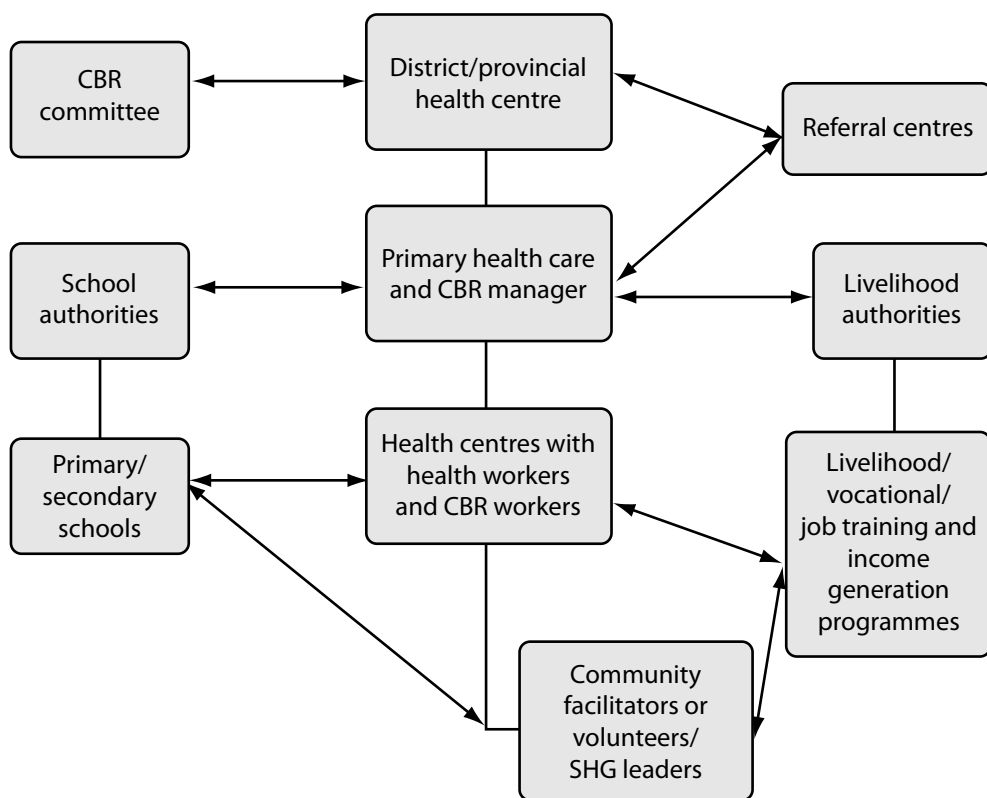 CBR
committee
District/provincial
health centre
Referral centres
School
authorities
Primary health care
and CBR manager
Livelihood
authorities
Primary/
secondary
schools
Health centres with
health workers
and CBR workers
Livelihood/
vocational/
job training and
income
generation
programmes
Community
facilitators or
volunteers/
SHG leaders